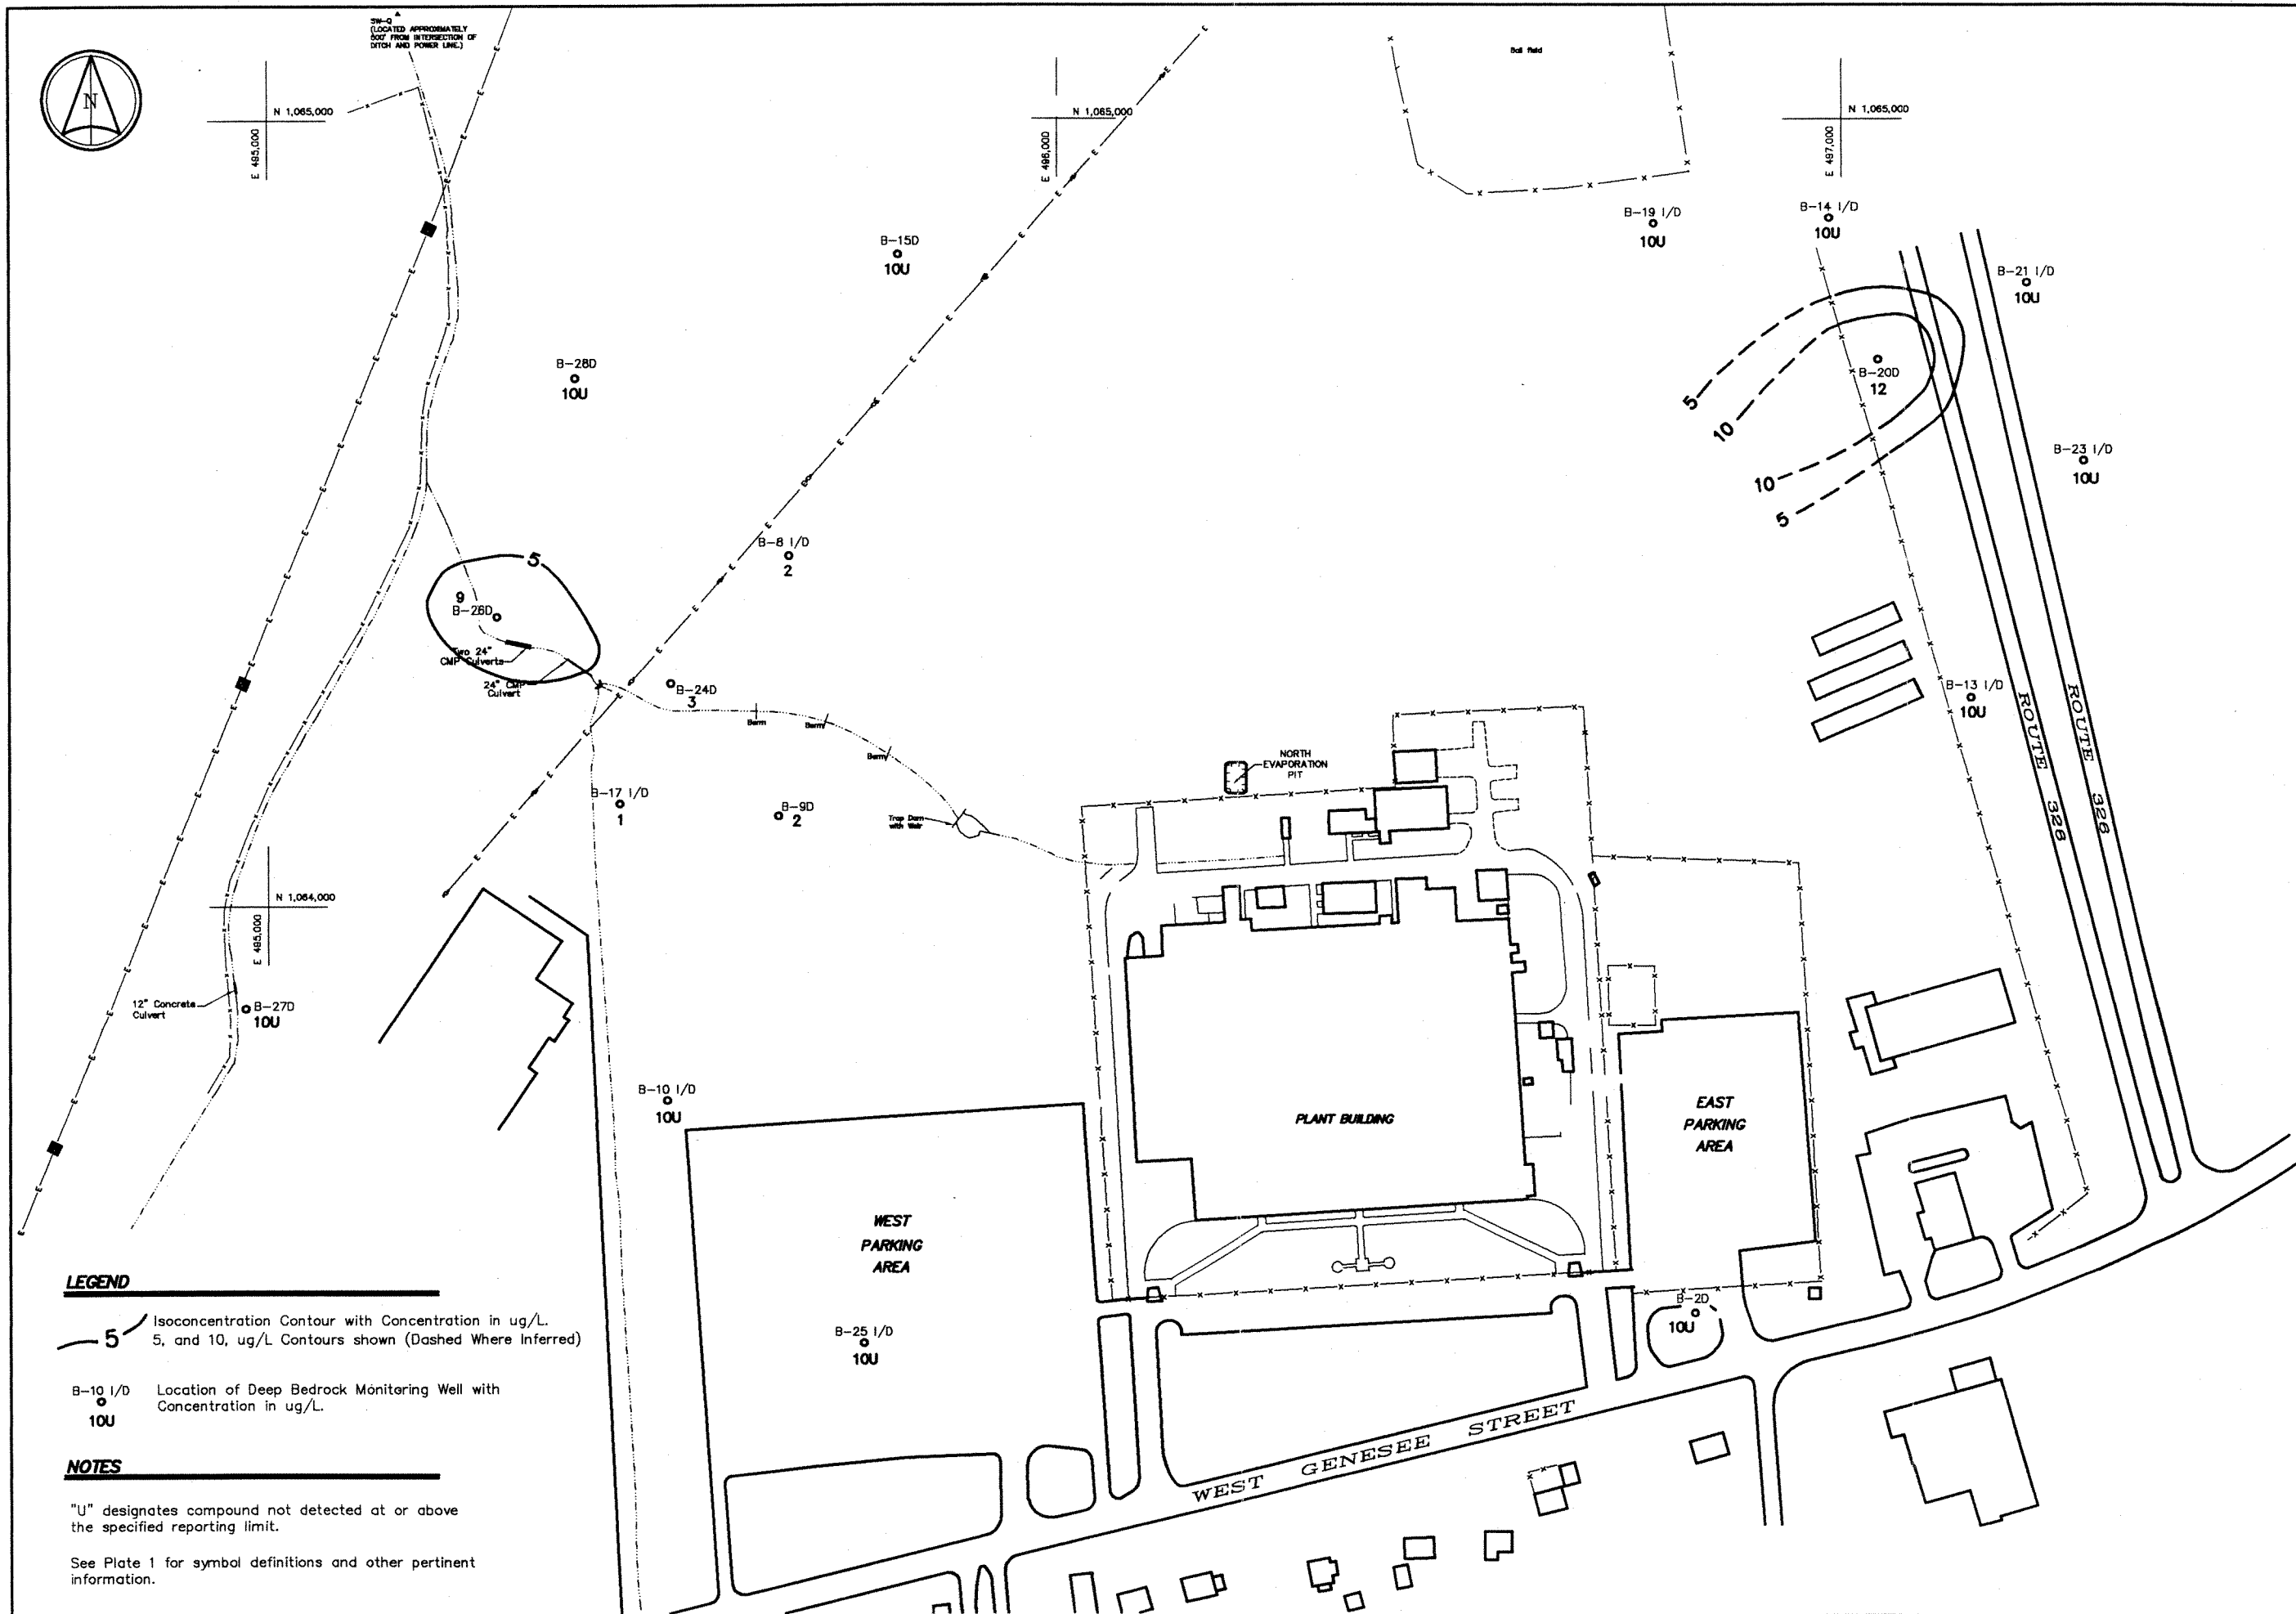 SW-Q
(LOCATED APPROXIMATELY
500' FROM INTERSECTION OF
DITCH AND POWER LINE.)
N
N 1,065,000
E 495,000
N 1,065,000
E 496,000
Ball Field
N 1,065,000
E 497,000
B-19 I/D
10U
B-14 I/D
10U
B-15D
10U
B-21 I/D
10U
B-28D
10U
B-20D
12
5
10
10
5
B-23 I/D
10U
B-8 I/D
2
5
9
B-26D
Two 24"
CMP Culverts
24" CMP
Culvert
B-24D
3
Berm
Berm
Berm
B-13 I/D
10U
ROUTE 328
ROUTE 328
NORTH
EVAPORATION
PIT
B-17 I/D
1
B-9D
2
Trap Dam
with Weir
N 1,064,000
E 495,000
12" Concrete
Culvert
B-27D
10U
B-10 I/D
10U
PLANT BUILDING
EAST
PARKING
AREA
WEST
PARKING
AREA
B-2D
10U
B-25 I/D
10U
WEST GENESEE STREET
LEGEND
5
Isoconcentration Contour with Concentration in ug/L.
5, and 10, ug/L Contours shown (Dashed Where Inferred)
B-10 I/D
10U
Location of Deep Bedrock Monitoring Well with
Concentration in ug/L.
NOTES
"U" designates compound not detected at or above
the specified reporting limit.
See Plate 1 for symbol definitions and other pertinent
information.